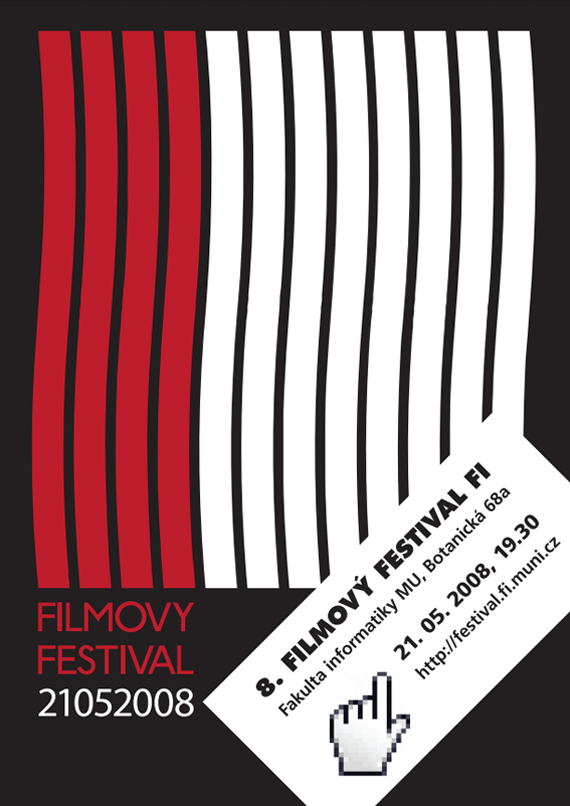 FILMOVY
FESTIVAL
21052008
8. FILMOVÝ FESTIVAL FI
Fakulta informatiky MU, Botanická 68a
21. 05. 2008, 19.30
http://festival.fi.muni.cz